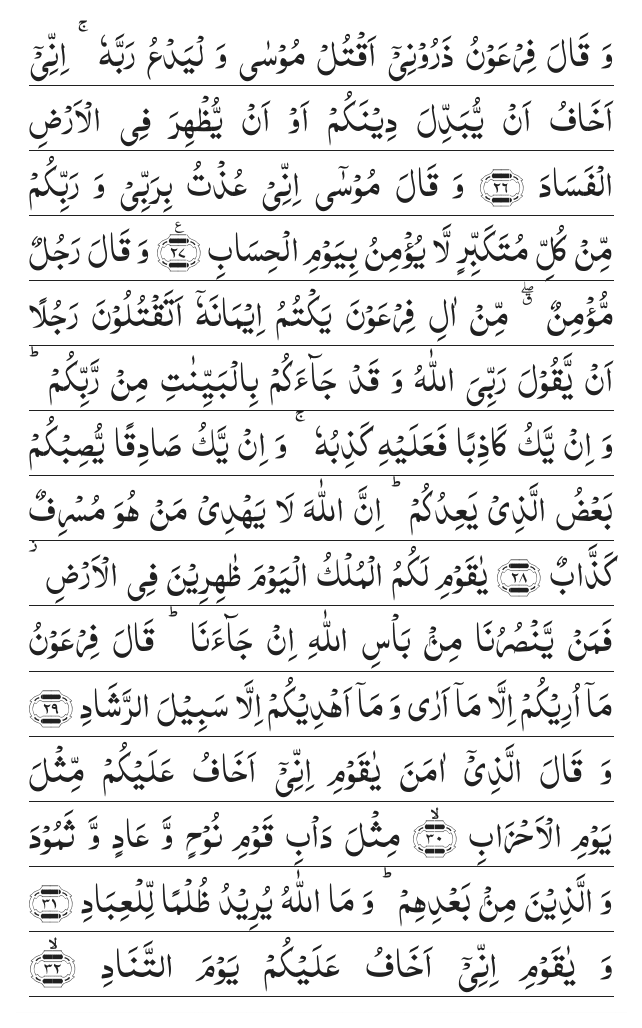 وَ قَالَ فِرْعَوْنُ ذَرُوْنِیْۤ اَقْتُلْ مُوْسٰی وَ لْیَدْعُ رَبَّهٗ ۚ اِنِّیْۤ
اَخَافُ اَنْ یُّبَدِّلَ دِیْنَكُمْ اَوْ اَنْ یُّظْهِرَ فِی الْاَرْضِ
الْفَسَادَ ﴿۲۶﴾ وَ قَالَ مُوْسٰۤی اِنِّیْ عُذْتُ بِرَبِّیْ وَ رَبِّكُمْ
مِّنْ كُلِّ مُتَكَبِّرٍ لَّا یُؤْمِنُ بِیَوْمِ الْحِسَابِ ﴿۲۷﴾ ع وَ قَالَ رَجُلٌ
مُّؤْمِنٌ ۖۗ مِّنْ اٰلِ فِرْعَوْنَ یَكْتُمُ اِیْمَانَهٗۤ اَتَقْتُلُوْنَ رَجُلًا
اَنْ یَّقُوْلَ رَبِّیَ اللّٰهُ وَ قَدْ جَآءَكُمْ بِالْبَیِّنٰتِ مِنْ رَّبِّكُمْ ؕ
وَ اِنْ یَّكُ كَاذِبًا فَعَلَیْهِ كَذِبُهٗ ۚ وَ اِنْ یَّكُ صَادِقًا یُّصِبْكُمْ
بَعْضُ الَّذِیْ یَعِدُكُمْ ؕ اِنَّ اللّٰهَ لَا یَهْدِیْ مَنْ هُوَ مُسْرِفٌ
كَذَّابٌ ﴿۲۸﴾ یٰقَوْمِ لَكُمُ الْمُلْكُ الْیَوْمَ ظٰهِرِیْنَ فِی الْاَرْضِ ؗ
فَمَنْ یَّنْصُرُنَا مِنْۢ بَاْسِ اللّٰهِ اِنْ جَآءَنَا ؕ قَالَ فِرْعَوْنُ
مَاۤ اُرِیْكُمْ اِلَّا مَاۤ اَرٰی وَ مَاۤ اَهْدِیْكُمْ اِلَّا سَبِیْلَ الرَّشَادِ ﴿۲۹﴾
وَ قَالَ الَّذِیْۤ اٰمَنَ یٰقَوْمِ اِنِّیْۤ اَخَافُ عَلَیْكُمْ مِّثْلَ
یَوْمِ الْاَحْزَابِ ﴿۳۰﴾ۙ مِثْلَ دَاْبِ قَوْمِ نُوْحٍ وَّ عَادٍ وَّ ثَمُوْدَ
وَ الَّذِیْنَ مِنْۢ بَعْدِهِمْ ؕ وَ مَا اللّٰهُ یُرِیْدُ ظُلْمًا لِّلْعِبَادِ ﴿۳۱﴾
وَ یٰقَوْمِ اِنِّیْۤ اَخَافُ عَلَیْكُمْ یَوْمَ التَّنَادِ ﴿۳۲﴾ۙ